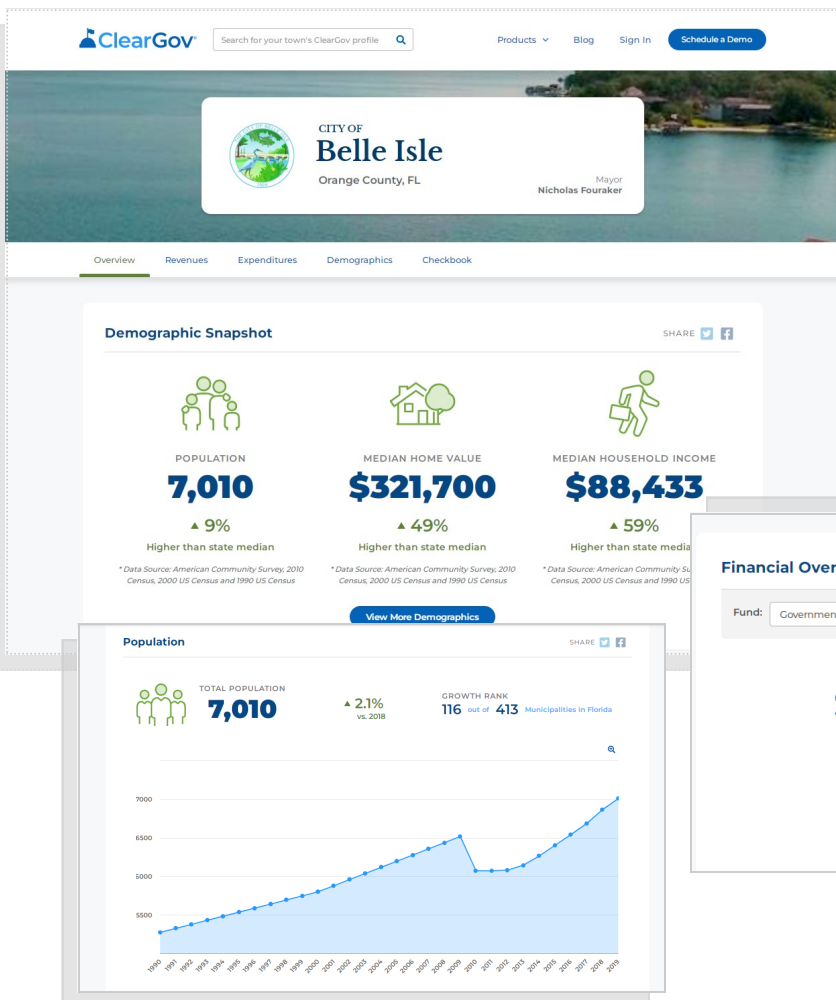 ClearGov
Search for your town's ClearGov profile
Products
Blog
Sign In
Schedule a Demo
CITY OF
Belle Isle
Orange County, FL
Mayor
Nicholas Fouraker
Overview
Revenues
Expenditures
Demographics
Checkbook
Demographic Snapshot
SHARE
POPULATION
7,010
▲ 9%
Higher than state median
* Data Source: American Community Survey, 2010
Census, 2000 US Census and 1990 US Census
MEDIAN HOME VALUE
$321,700
▲ 49%
Higher than state median
* Data Source: American Community Survey, 2010
Census, 2000 US Census and 1990 US Census
MEDIAN HOUSEHOLD INCOME
$88,433
▲ 59%
Higher than state media
* Data Source: American Community Su
Census, 2000 US Census and 1990 US
View More Demographics
Financial Over
Fund:
Governmen
Population
SHARE
TOTAL POPULATION
7,010
▲ 2.1%
vs. 2018
GROWTH RANK
116 out of 413 Municipalities in Florida
7000
6500
6000
5500
1990 1991 1992 1993 1994 1995 1996 1997 1998 1999 2000 2001 2002 2003 2004 2005 2006 2007 2008 2009 2010 2011 2012 2013 2014 2015 2016 2017 2018 2019